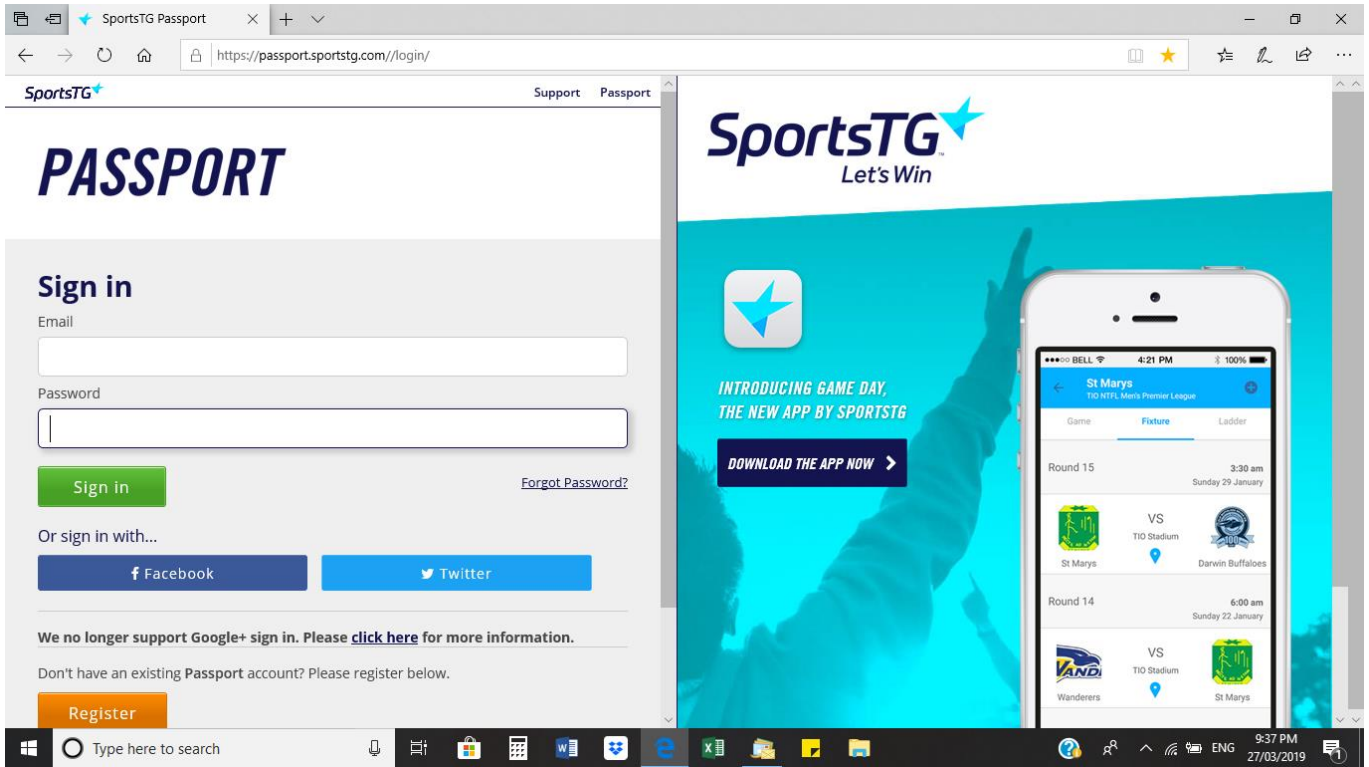 SportsTG Passport
https://passport.sportstg.com//login/
SportsTG
Support Passport
PASSPORT
Sign in
Email
Password
Sign in
Forgot Password?
Or sign in with...
f Facebook
Twitter
We no longer support Google+ sign in. Please click here for more information.
Don't have an existing Passport account? Please register below.
Register
SportsTG
Let's Win
INTRODUCING GAME DAY,
THE NEW APP BY SPORTSTG
DOWNLOAD THE APP NOW
BELL 4:21 PM 100%
St Marys
TIO NTFL Men's Premier League
Game Fixture Ladder
Round 15 3:30 am
Sunday 29 January
VS
TIO Stadium
St Marys Darwin Buffaloes
Round 14 6:00 am
Sunday 22 January
VS
TIO Stadium
Wanderers St Marys
Type here to search
ENG
9:37 PM
27/03/2019